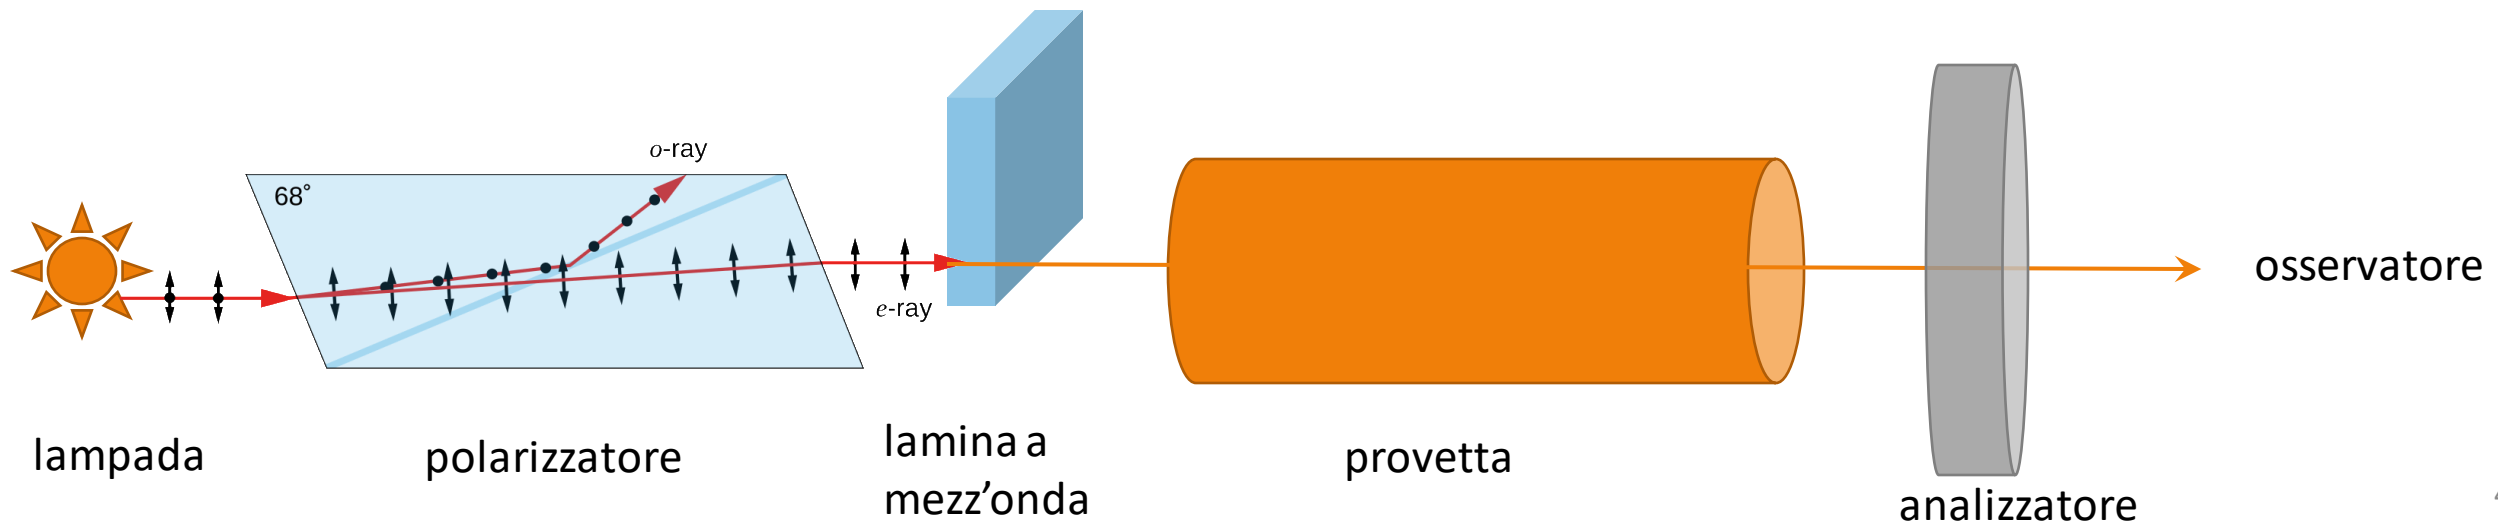 o-ray
68°
osservatore
e-ray
lampada
polarizzatore
lamina a
mezz’onda
provetta
analizzatore